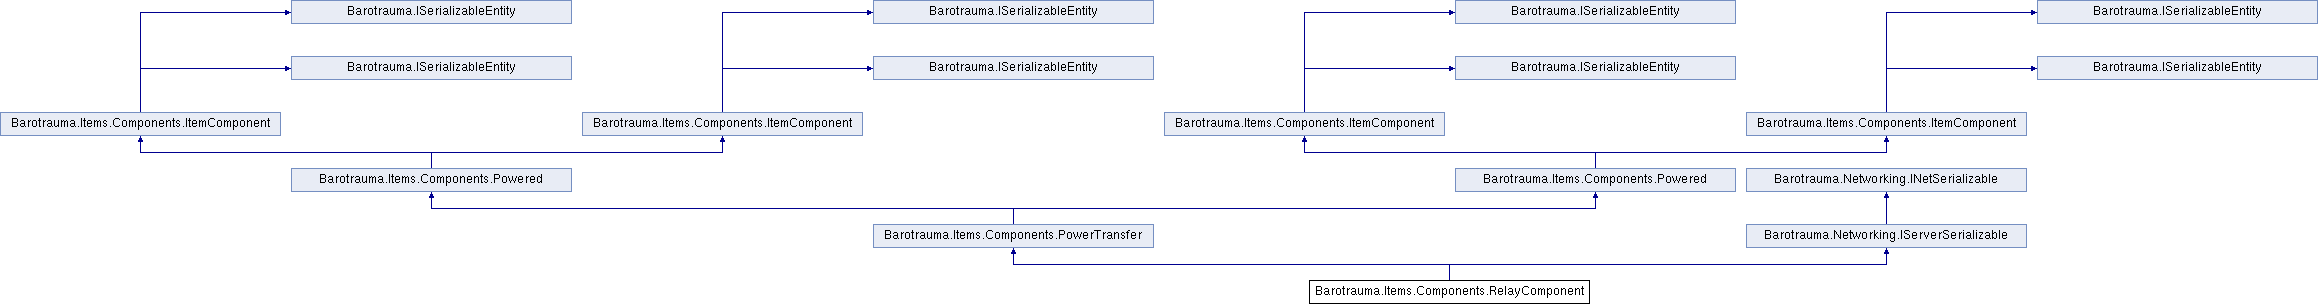 Barotrauma.ISerializableEntity
Barotrauma.ISerializableEntity
Barotrauma.ISerializableEntity
Barotrauma.ISerializableEntity
Barotrauma.ISerializableEntity
Barotrauma.ISerializableEntity
Barotrauma.ISerializableEntity
Barotrauma.ISerializableEntity
Barotrauma.Items.Components.ItemComponent
Barotrauma.Items.Components.ItemComponent
Barotrauma.Items.Components.ItemComponent
Barotrauma.Items.Components.ItemComponent
Barotrauma.Items.Components.Powered
Barotrauma.Items.Components.Powered
Barotrauma.Networking.INetSerializable
Barotrauma.Items.Components.PowerTransfer
Barotrauma.Networking.IServerSerializable
Barotrauma.Items.Components.RelayComponent